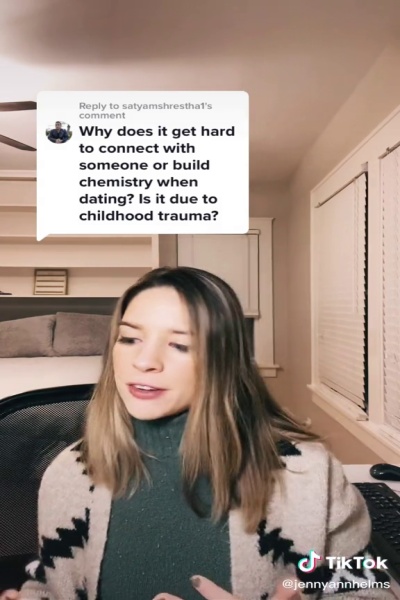 Reply to satyamshrestha1's
comment
Why does it get hard
to connect with
someone or build
chemistry when
dating? Is it due to
childhood trauma?
TikTok
@jennyannhelms